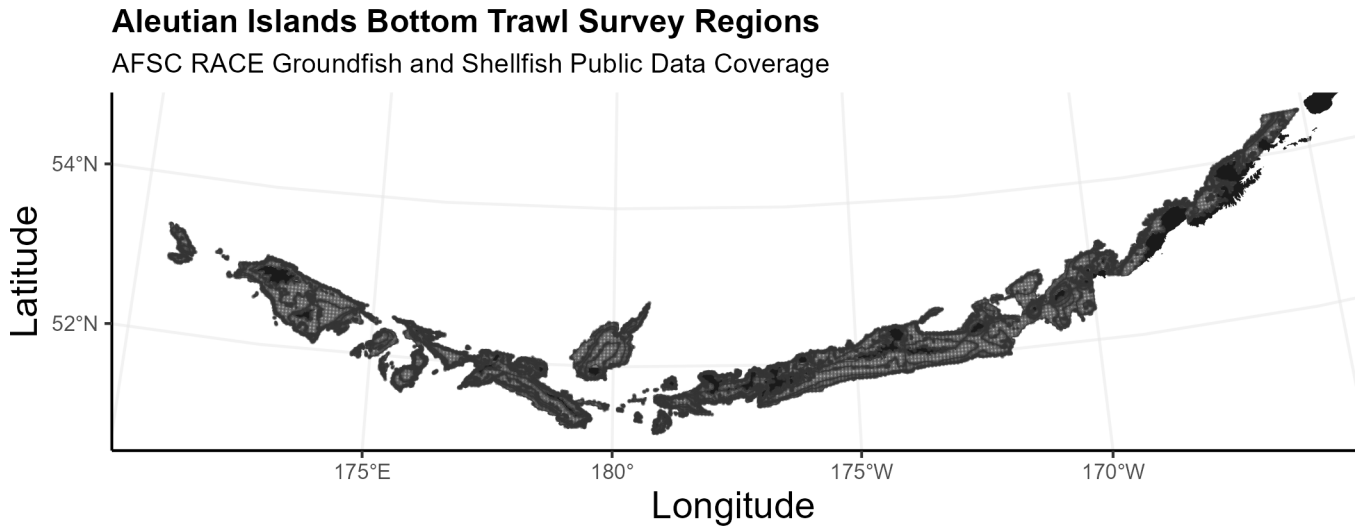 Aleutian Islands Bottom Trawl Survey Regions
AFSC RACE Groundfish and Shellfish Public Data Coverage
Latitude
54°N
52°N
175°E
180°
175°W
170°W
Longitude